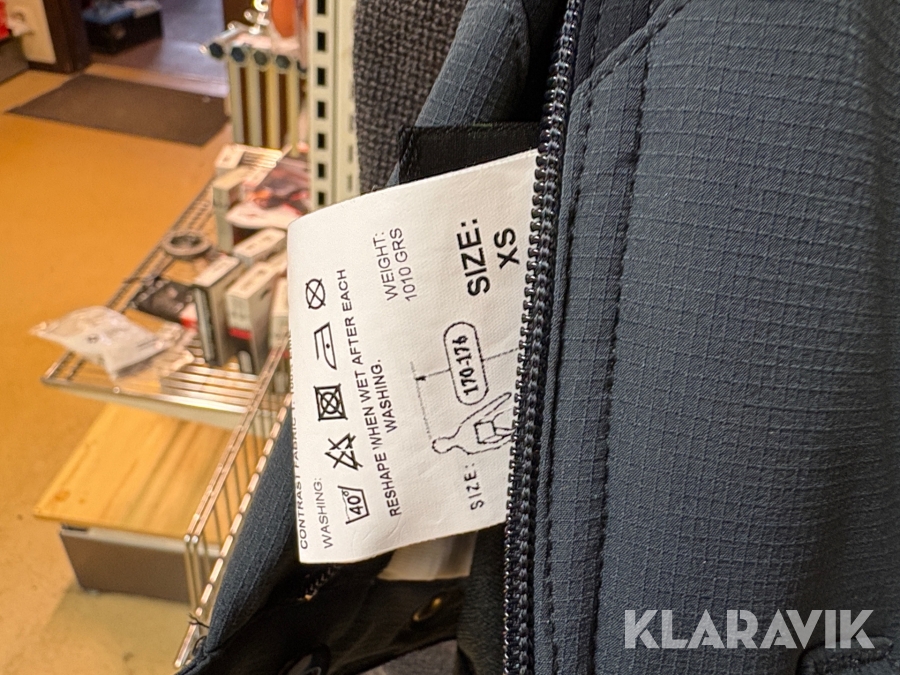 CONTRAST FABRIC
WASHING:
40°
RESHAPE WHEN WET AFTER EACH
WASHING.
WEIGHT:
1010 GRS
SIZE:
170-176
SIZE:
XS
KLARAVIK